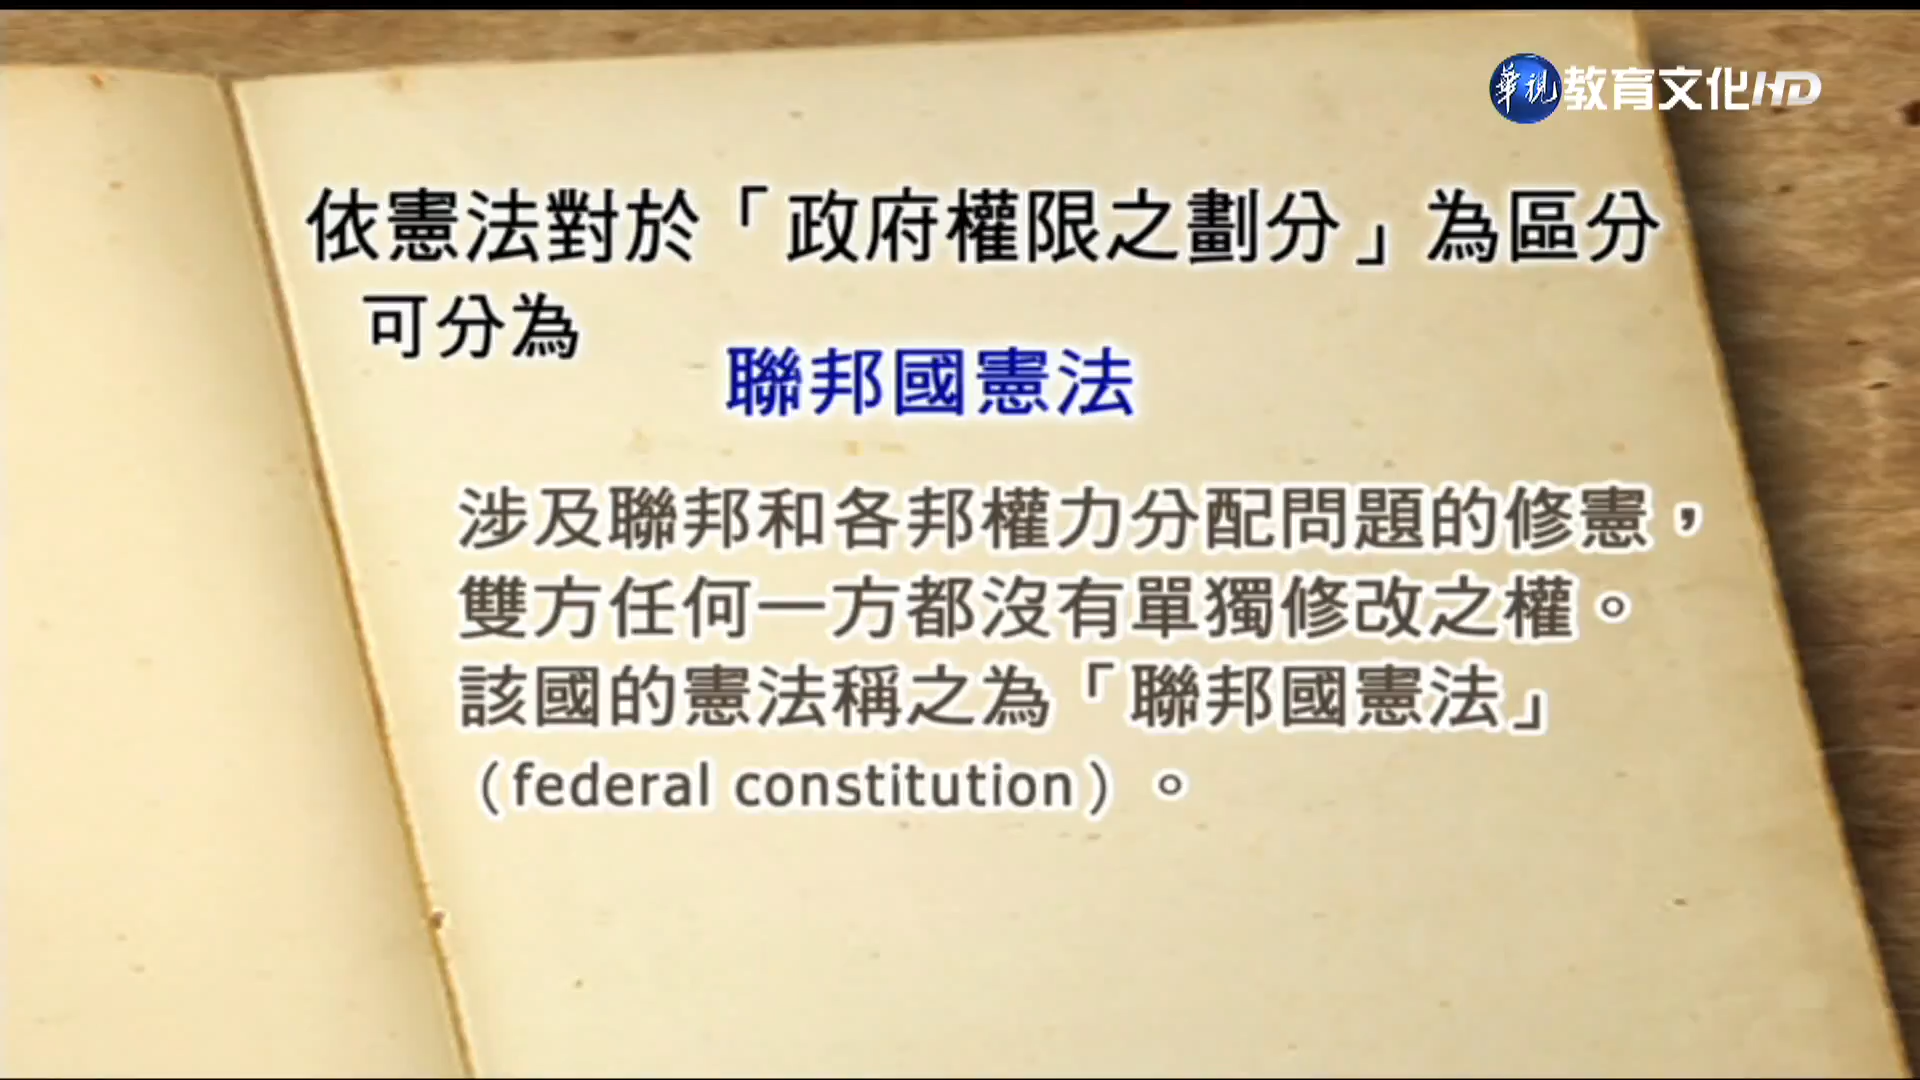 華視 教育文化HD
依憲法對於「政府權限之劃分」為區分
可分為
聯邦國憲法
涉及聯邦和各邦權力分配問題的修憲，
雙方任何一方都沒有單獨修改之權。
該國的憲法稱之為「聯邦國憲法」
（federal constitution）。